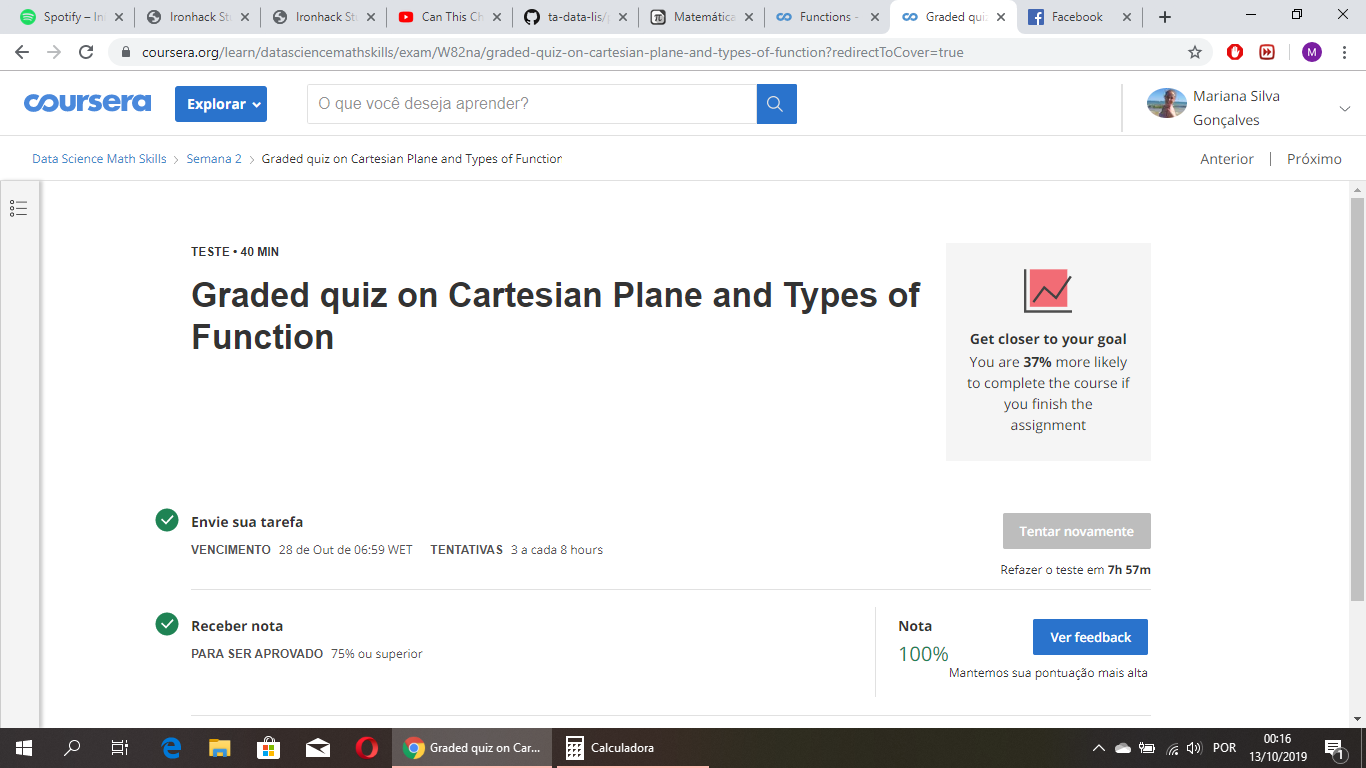 Spotify – In
Ironhack St
Ironhack St
Can This Ch
ta-data-lis/p
Matemática
Functions -
Graded qui
Facebook
coursera.org/learn/datasciencemathskills/exam/W82na/graded-quiz-on-cartesian-plane-and-types-of-function?redirectToCover=true
M
coursera
Explorar
O que você deseja aprender?
Mariana Silva
Gonçalves
Data Science Math Skills > Semana 2 > Graded quiz on Cartesian Plane and Types of Function
Anterior | Próximo
TESTE • 40 MIN
Graded quiz on Cartesian Plane and Types of
Function
Get closer to your goal
You are 37% more likely
to complete the course if
you finish the
assignment
Envie sua tarefa
VENCIMENTO 28 de Out de 06:59 WET TENTATIVAS 3 a cada 8 hours
Tentar novamente
Refazer o teste em 7h 57m
Receber nota
PARA SER APROVADO 75% ou superior
Nota
100%
Ver feedback
Mantemos sua pontuação mais alta
Graded quiz on Car...
Calculadora
POR
00:16
13/10/2019
1